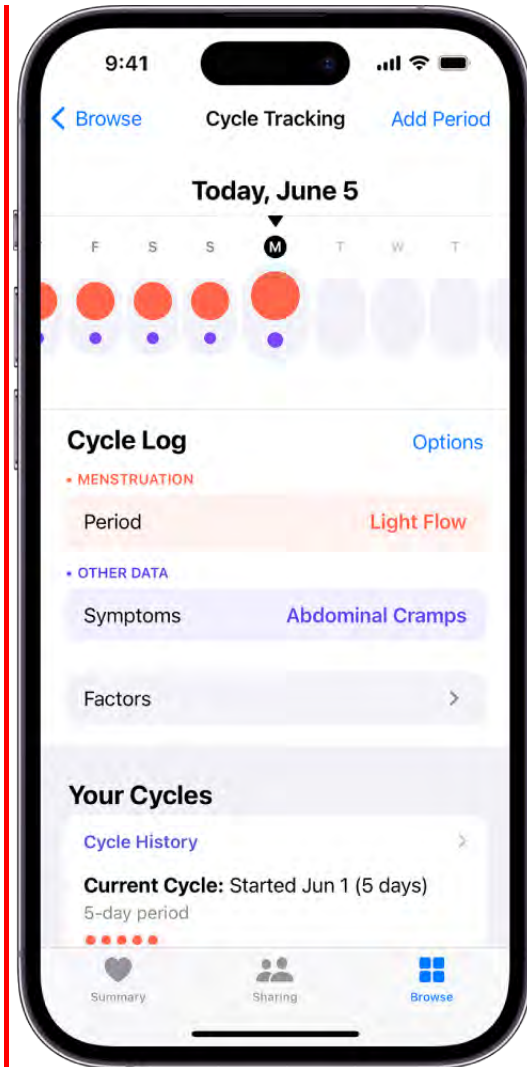 9:41
Browse Cycle Tracking Add Period
Today, June 5
F S S M T W T
Cycle Log Options
• MENSTRUATION
Period Light Flow
• OTHER DATA
Symptoms Abdominal Cramps
Factors
Your Cycles
Cycle History
Current Cycle: Started Jun 1 (5 days)
5-day period
Summary Sharing Browse